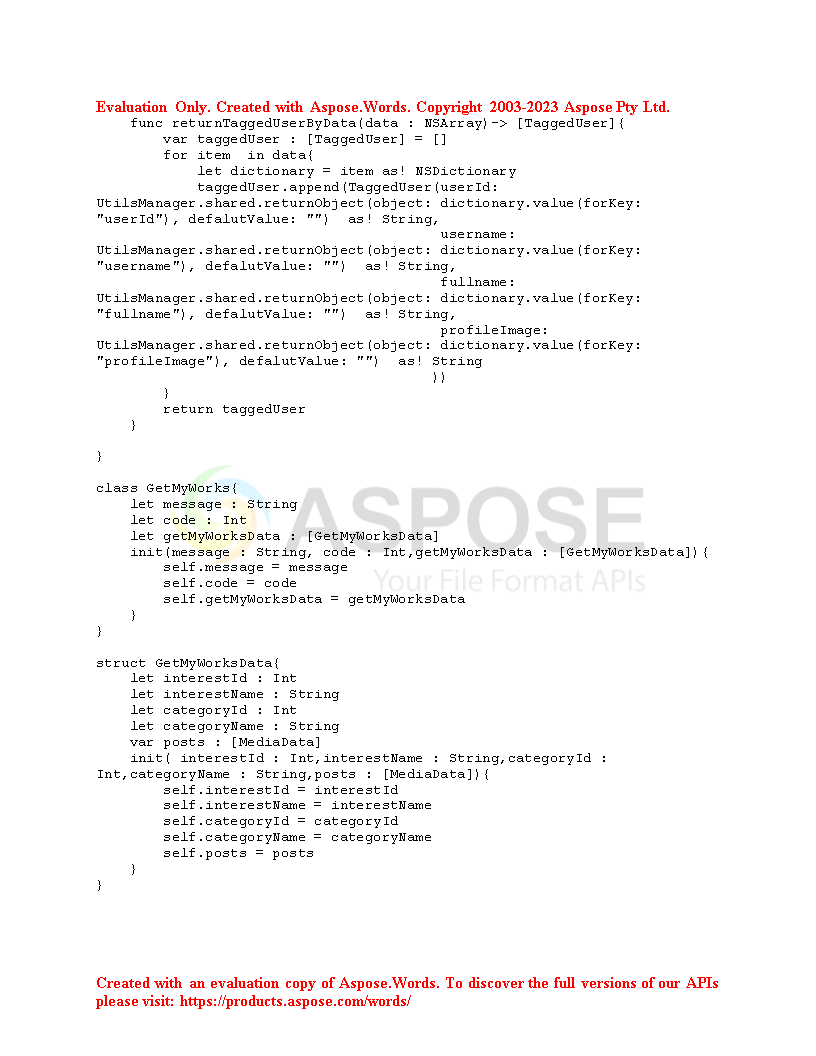 Evaluation Only. Created with Aspose.Words. Copyright 2003-2023 Aspose Pty Ltd.
    func returnTaggedUserByData(data : NSArray)-> [TaggedUser]{
        var taggedUser : [TaggedUser] = []
        for item  in data{
            let dictionary = item as! NSDictionary
            taggedUser.append(TaggedUser(userId:
UtilsManager.shared.returnObject(object: dictionary.value(forKey:
"userId"), defalutValue: "")  as! String,
                                         username:
UtilsManager.shared.returnObject(object: dictionary.value(forKey:
"username"), defalutValue: "")  as! String,
                                         fullname:
UtilsManager.shared.returnObject(object: dictionary.value(forKey:
"fullname"), defalutValue: "")  as! String,
                                         profileImage:
UtilsManager.shared.returnObject(object: dictionary.value(forKey:
"profileImage"), defalutValue: "")  as! String
                                        ))
        }
        return taggedUser
    }
}
class GetMyWorks{
    let message : String
    let code : Int
    let getMyWorksData : [GetMyWorksData]
    init(message : String, code : Int,getMyWorksData : [GetMyWorksData]){
        self.message = message
        self.code = code
        self.getMyWorksData = getMyWorksData
    }
}
ASPOSE
Your File Format APIs
struct GetMyWorksData{
    let interestId : Int
    let interestName : String
    let categoryId : Int
    let categoryName : String
    var posts : [MediaData]
    init( interestId : Int,interestName : String,categoryId :
Int,categoryName : String,posts : [MediaData]){
        self.interestId = interestId
        self.interestName = interestName
        self.categoryId = categoryId
        self.categoryName = categoryName
        self.posts = posts
    }
}
Created with an evaluation copy of Aspose.Words. To discover the full versions of our APIs
please visit: https://products.aspose.com/words/